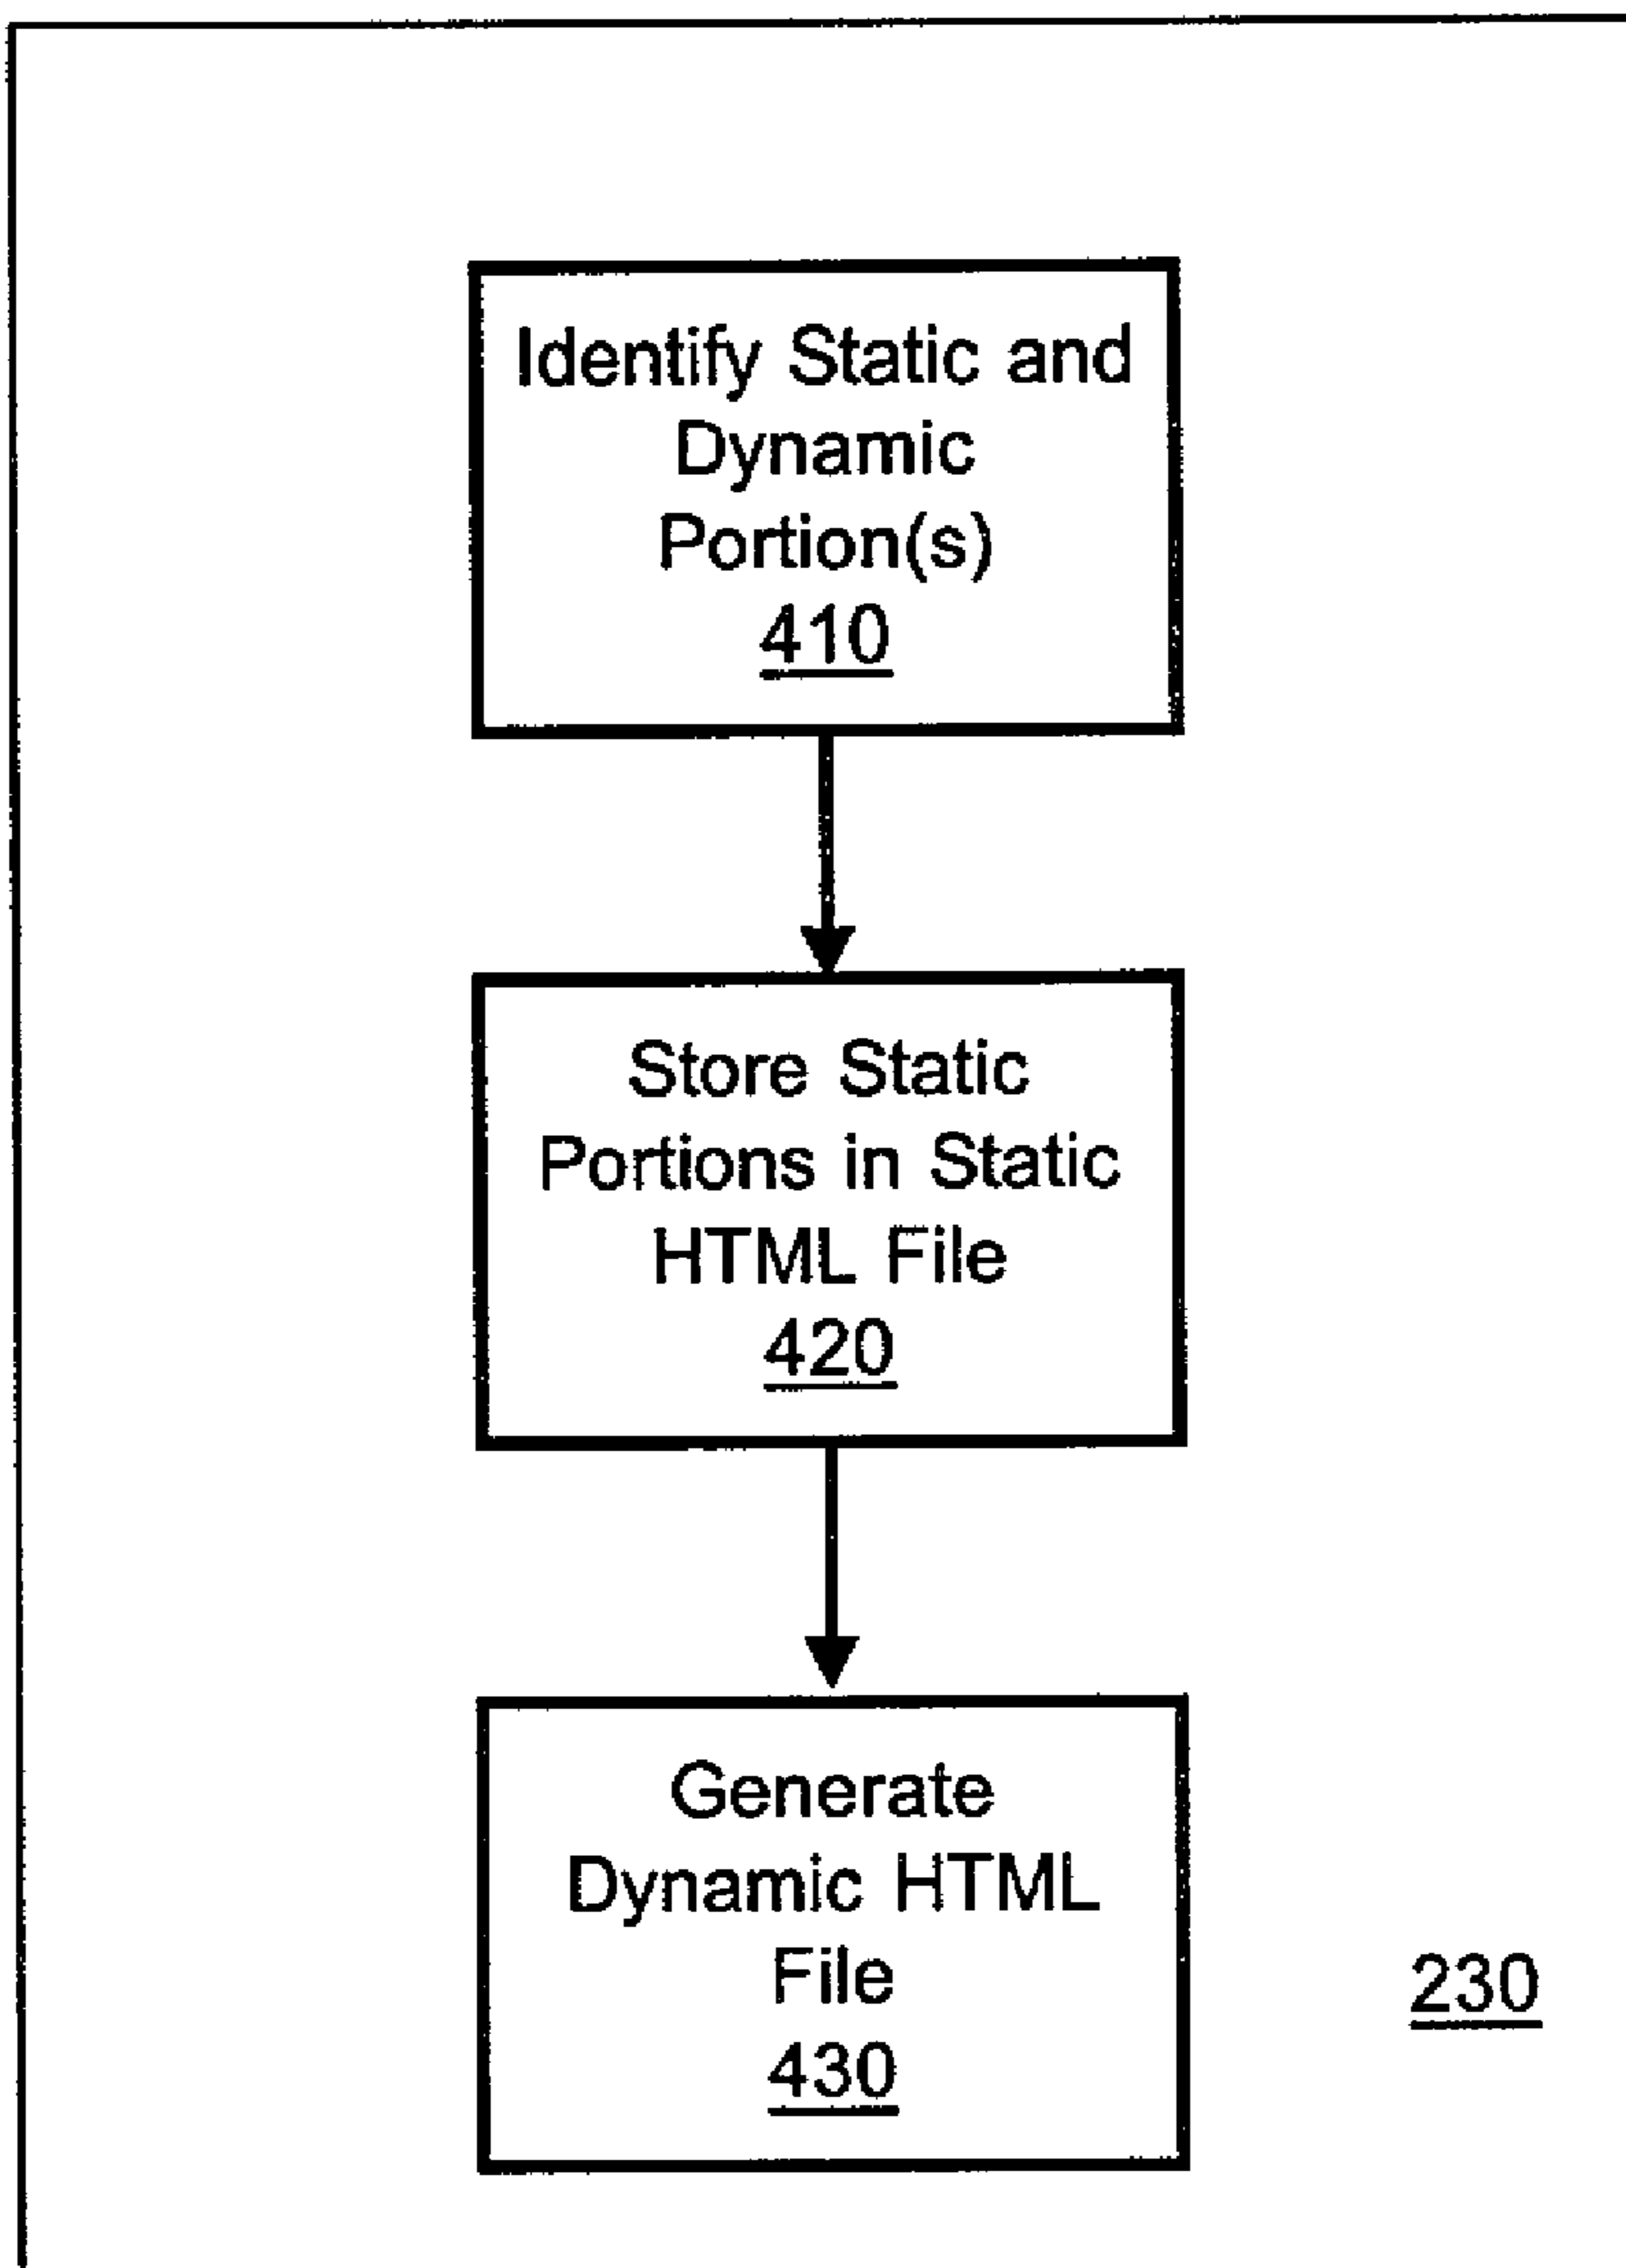 Identify Static and
Dynamic
Portion(s)
410
Store Static
Portions in Static
HTML File
420
Generate
Dynamic HTML
File
430
230